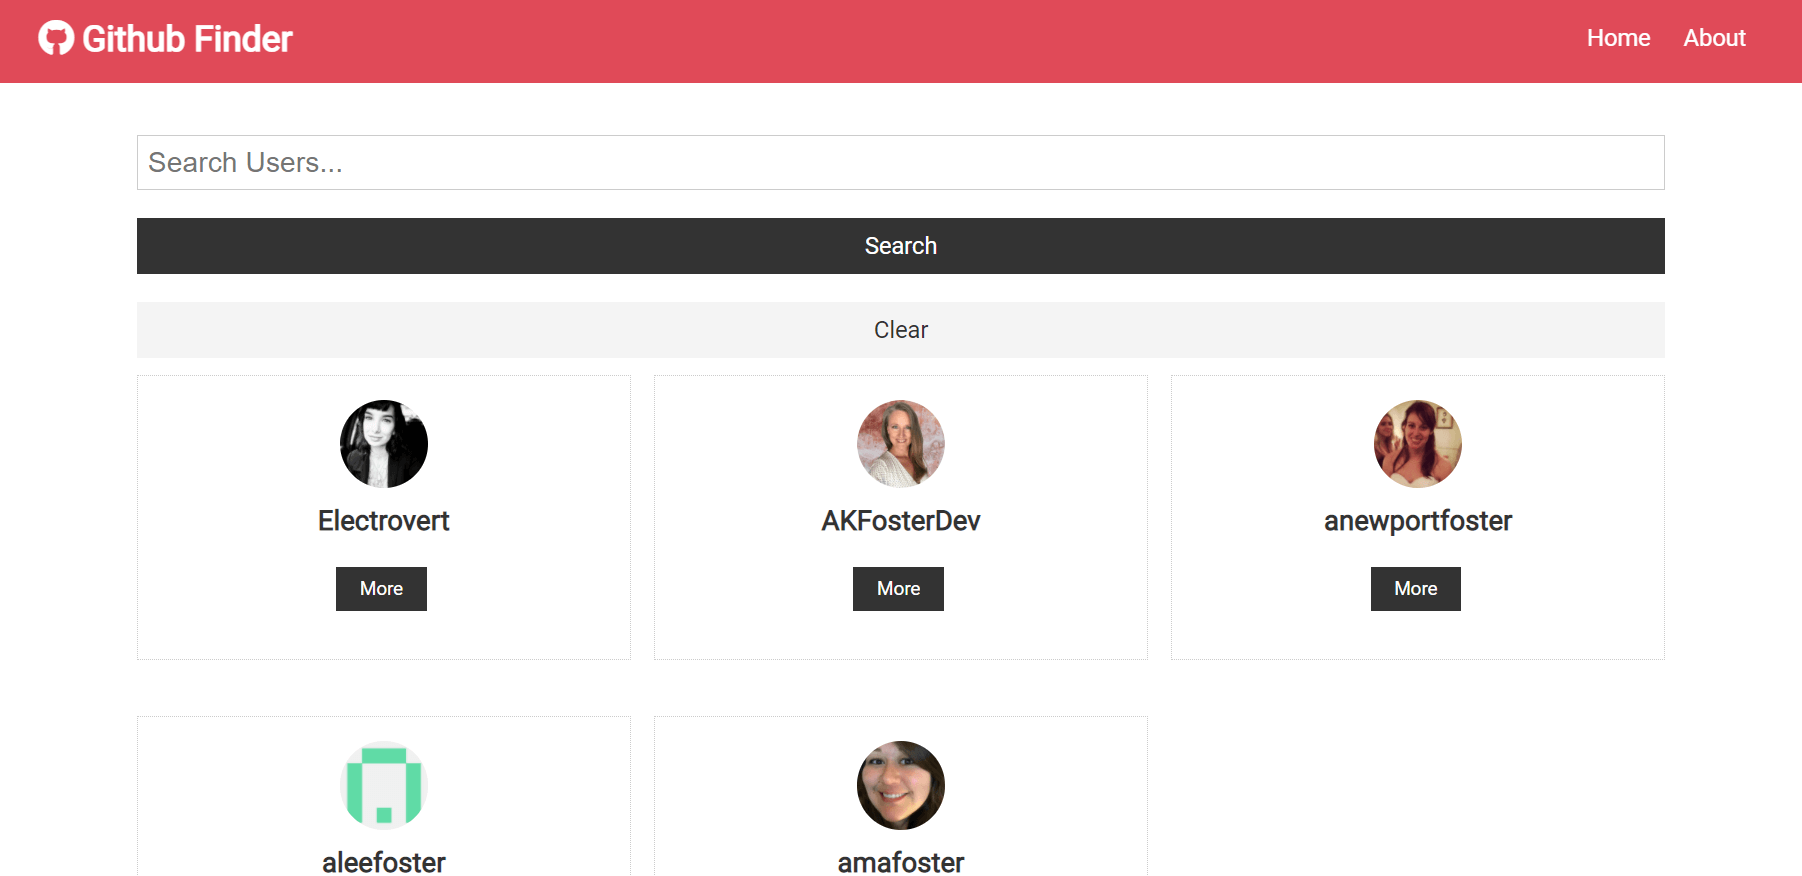 Github Finder
Home About
Search Users...
Search
Clear
Electrovert
AKFosterDev
anewportfoster
More
More
More
aleefoster
amafoster